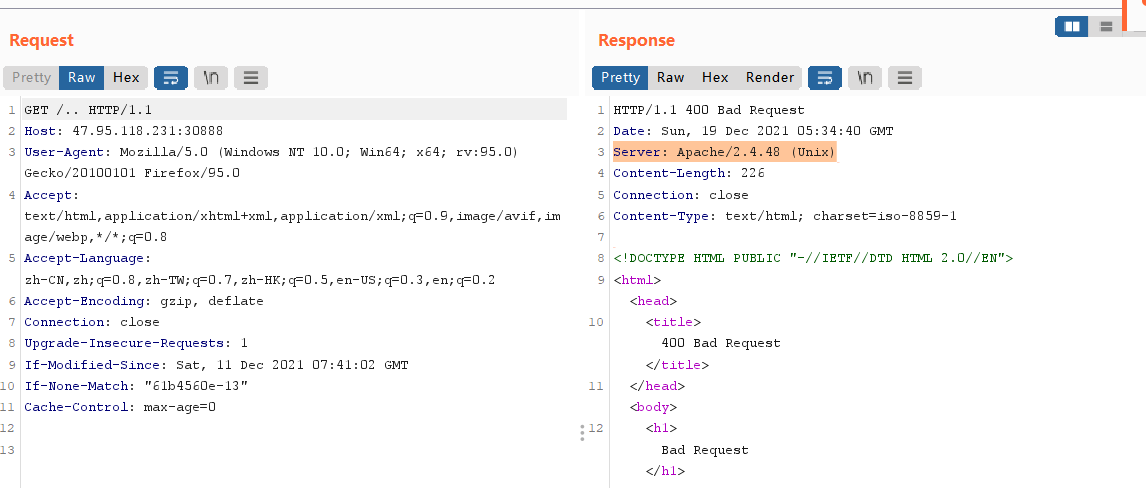 Request
Pretty Raw Hex \n
1 GET /.. HTTP/1.1
2 Host: 47.95.118.231:30888
3 User-Agent: Mozilla/5.0 (Windows NT 10.0; Win64; x64; rv:95.0)
Gecko/20100101 Firefox/95.0
4 Accept:
text/html,application/xhtml+xml,application/xml;q=0.9,image/avif,im
age/webp,*/*;q=0.8
5 Accept-Language:
zh-CN,zh;q=0.8,zh-TW;q=0.7,zh-HK;q=0.5,en-US;q=0.3,en;q=0.2
6 Accept-Encoding: gzip, deflate
7 Connection: close
8 Upgrade-Insecure-Requests: 1
9 If-Modified-Since: Sat, 11 Dec 2021 07:41:02 GMT
10 If-None-Match: "61b4560e-13"
11 Cache-Control: max-age=0
12
13
Response
Pretty Raw Hex Render \n
1 HTTP/1.1 400 Bad Request
2 Date: Sun, 19 Dec 2021 05:34:40 GMT
3 Server: Apache/2.4.48 (Unix)
4 Content-Length: 226
5 Connection: close
6 Content-Type: text/html; charset=iso-8859-1
7
8 <!DOCTYPE HTML PUBLIC "-//IETF//DTD HTML 2.0//EN">
9 <html>
<head>
10 <title>
400 Bad Request
</title>
11 </head>
<body>
12 <h1>
Bad Request
</h1>